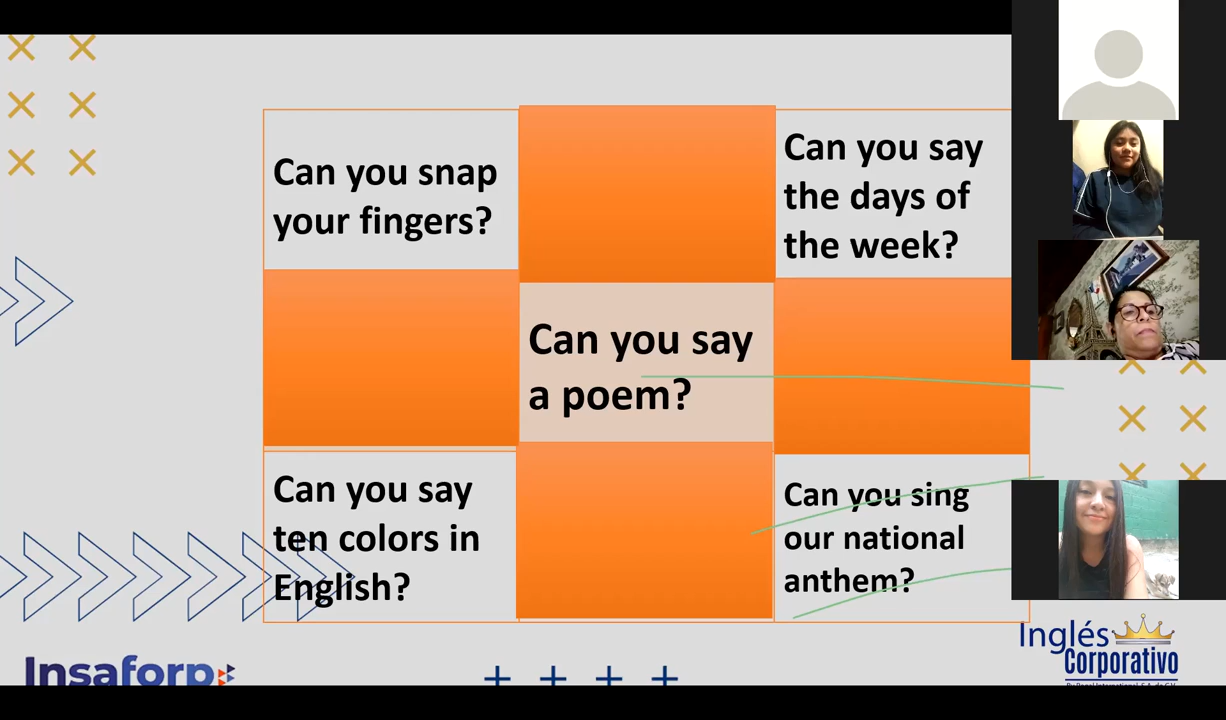 Can you snap
your fingers?
Can you say
the days of
the week?
Can you say
a poem?
Can you say
ten colors in
English?
Can you sing
our national
anthem?
Insaforp
Inglés
Corporativo